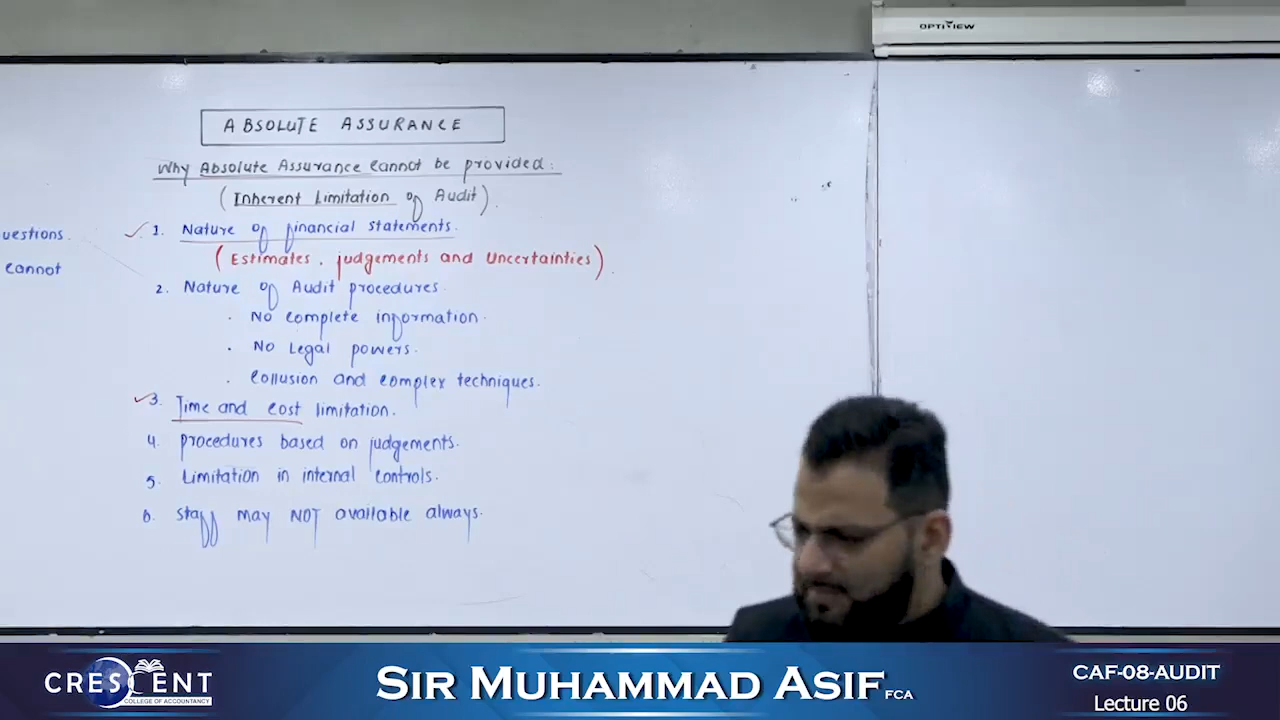 OPTIVIEW
ABSOLUTE ASSURANCE
Why Absolute Assurance cannot be provided:
(Inherent Limitation of Audit)
uestions.
cannot
1. Nature of financial statements.
(Estimates, judgements and Uncertainties)
2. Nature of Audit procedures.
. No complete information.
. No Legal powers.
. Collusion and complex techniques.
3. Time and cost limitation.
4. procedures based on judgements.
5. Limitation in internal controls.
6. Staff may NOT available always.
CRESCENT
COLLEGE OF ACCOUNTANCY
SIR MUHAMMAD ASIF FCA
CAF-08-AUDIT
Lecture 06